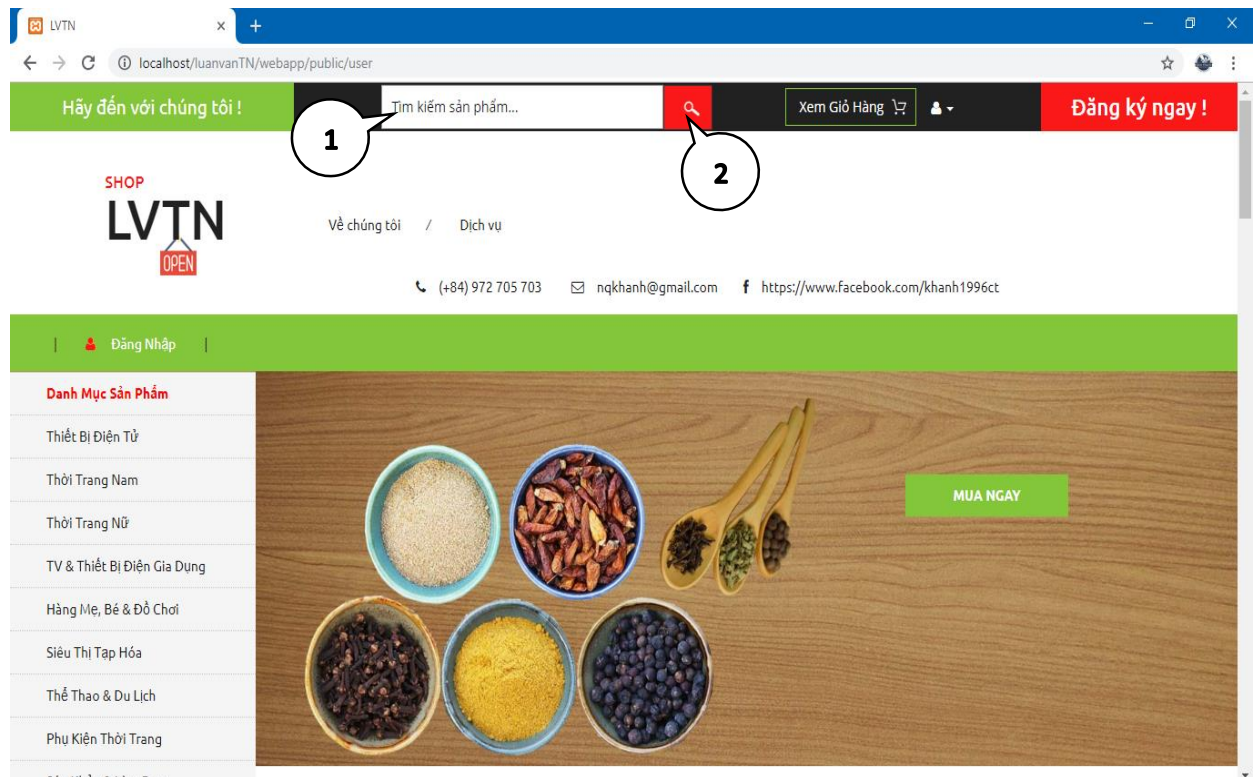 LVTN
localhost/luanvanTN/webapp/public/user
Hãy đến với chúng tôi !
Tìm kiếm sản phẩm...
Xem Giỏ Hàng
Đăng ký ngay !
1
2
SHOP
LVTN
OPEN
Về chúng tôi / Dịch vụ
(+84) 972 705 703 nqkhanh@gmail.com f https://www.facebook.com/khanh1996ct
| Đăng Nhập |
Danh Mục Sản Phẩm
Thiết Bị Điện Tử
Thời Trang Nam
Thời Trang Nữ
TV & Thiết Bị Điện Gia Dụng
Hàng Mẹ, Bé & Đồ Chơi
Siêu Thị Tạp Hóa
Thể Thao & Du Lịch
Phụ Kiện Thời Trang
MUA NGAY